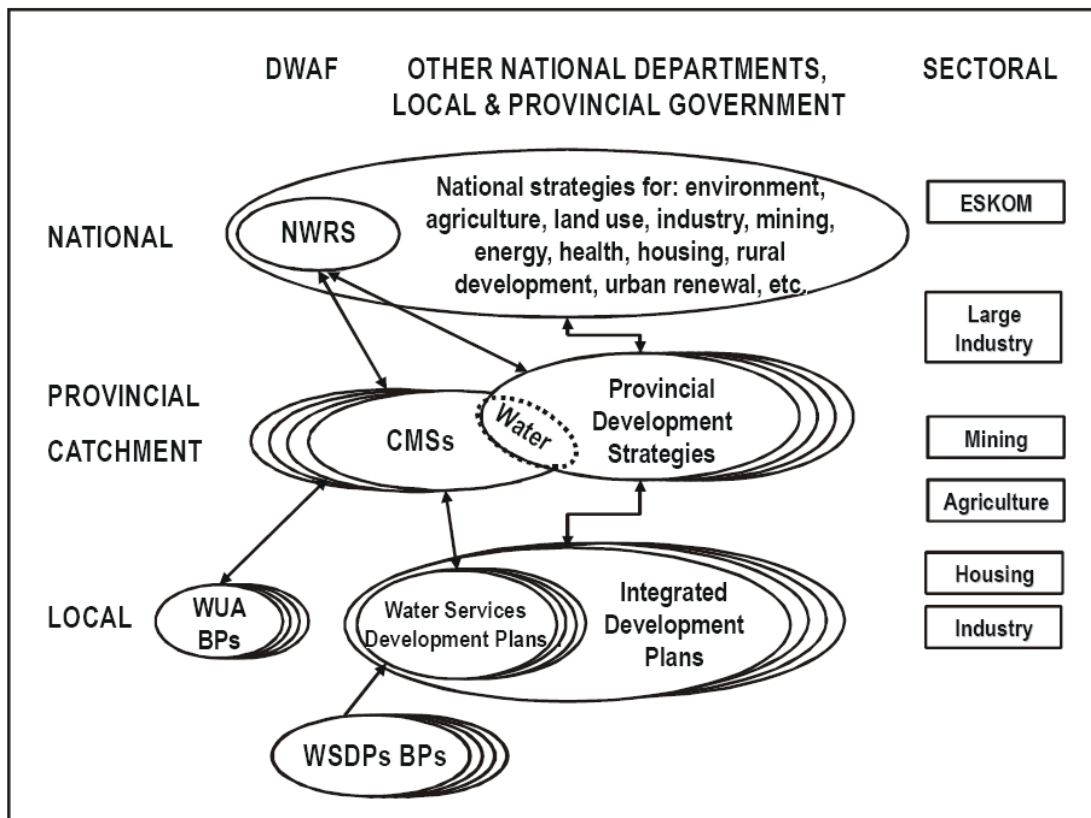 DWAF
OTHER NATIONAL DEPARTMENTS,
LOCAL & PROVINCIAL GOVERNMENT
SECTORAL
NATIONAL
NWRS
National strategies for: environment,
agriculture, land use, industry, mining,
energy, health, housing, rural
development, urban renewal, etc.
ESKOM
Large
Industry
PROVINCIAL
CATCHMENT
CMSs
Water
Provincial
Development
Strategies
Mining
Agriculture
LOCAL
WUA
BPs
Water Services
Development Plans..
Integrated
Development
Plans
Housing
Industry
WSDPs BPs